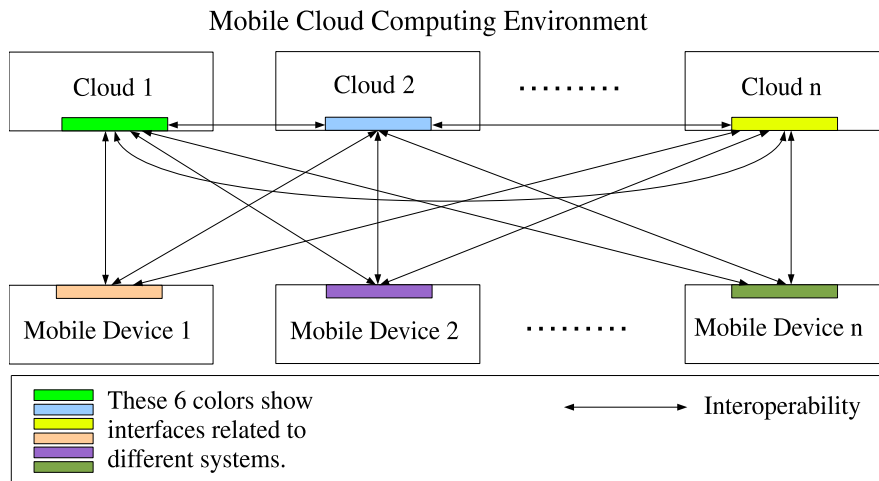 Mobile Cloud Computing Environment
Cloud 1
Cloud 2
Cloud n
Mobile Device 1
Mobile Device 2
Mobile Device n
These 6 colors show
interfaces related to
different systems.
Interoperability